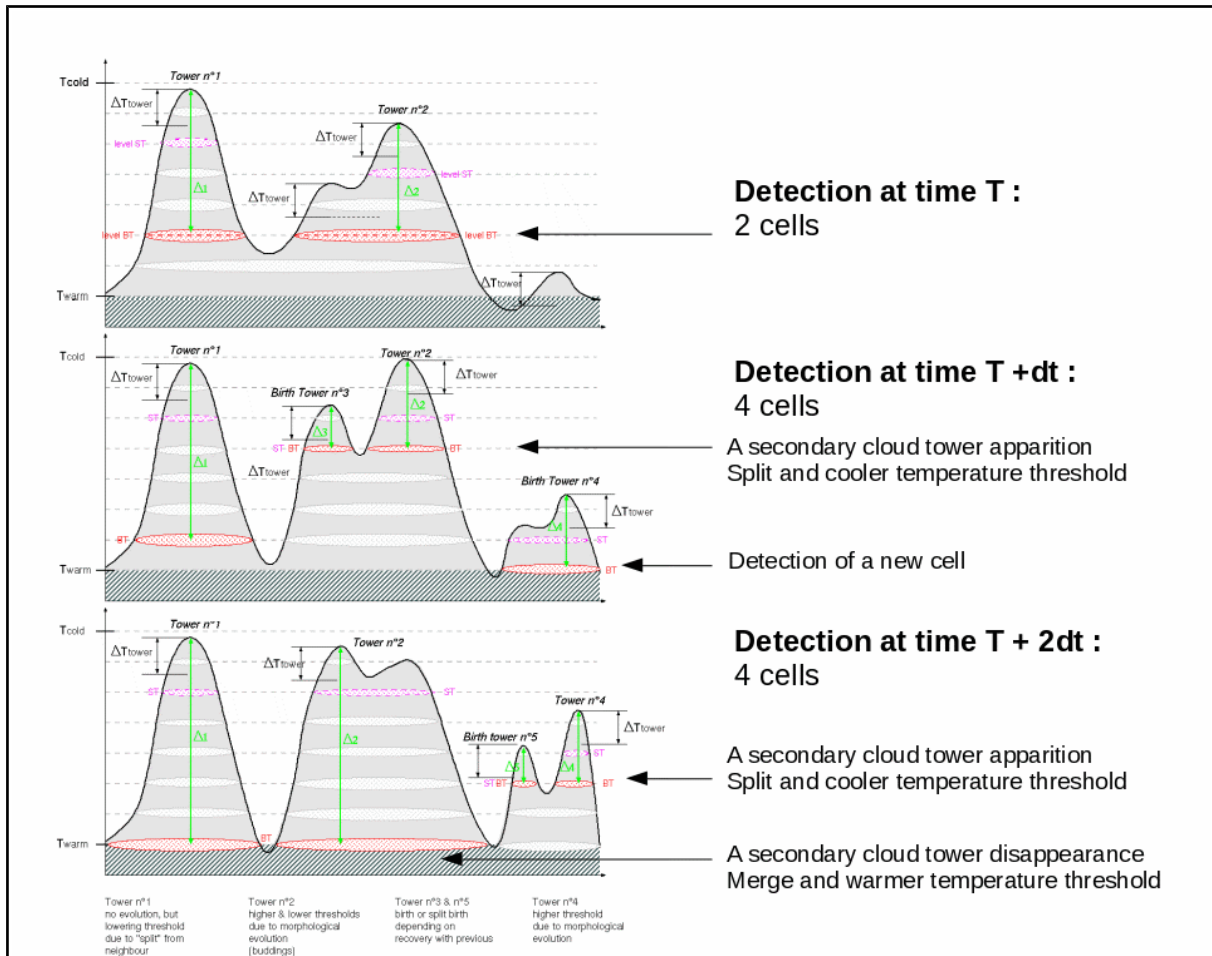 Tower n°1
Tcold
ΔTtower
Tower n°2
ΔTtower
level ST
level ST
Δ1
Δ2
ΔTtower
level BT
level BT
ΔTtower
Twarm
Detection at time T :
2 cells
Tower n°1
Tower n°2
Tcold
ΔTtower
ΔTtower
Birth Tower n°3
Δ2
ST
ST
Δ3
ST BT
BT
Δ1
ΔTtower
Birth Tower n°4
ΔTtower
Δ4
BT
ST
Twarm
BT
Detection at time T +dt :
4 cells
A secondary cloud tower apparition
Split and cooler temperature threshold
Detection of a new cell
Tower n°1
Tcold
Tower n°2
ΔTtower
ΔTtower
ST
ST
Tower n°4
ΔTtower
Δ1
Δ2
Birth tower n°5
ST
Δ5
Δ4
ST BT
BT
BT
Twarm
Detection at time T + 2dt :
4 cells
A secondary cloud tower apparition
Split and cooler temperature threshold
A secondary cloud tower disappearance
Merge and warmer temperature threshold
Tower n°1
no evolution, but
lowering threshold
due to "split" from
neighbour
Tower n°2
higher & lower thresholds
due to morphological
evolution
[buddings]
Tower n°3 & n°5
birth or split birth
depending on
recovery with previous
Tower n°4
higher threshold
due to morphological
evolution